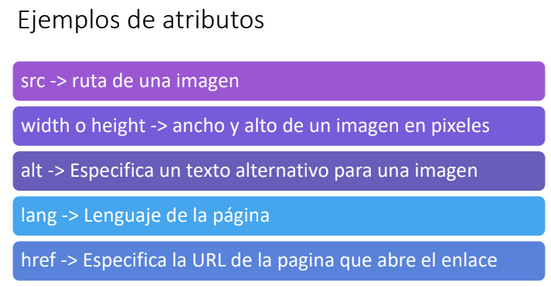 Ejemplos de atributos
src -> ruta de una imagen
width o height -> ancho y alto de un imagen en pixeles
alt -> Especifica un texto alternativo para una imagen
lang -> Lenguaje de la página
href -> Especifica la URL de la pagina que abre el enlace